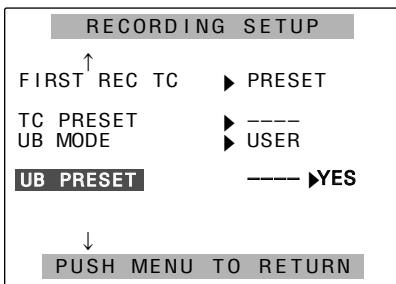 RECORDING SETUP
↑
FIRST REC TC ▶ PRESET
TC PRESET ▶ ----
UB MODE ▶ USER
UB PRESET ---- ▶YES
↓
PUSH MENU TO RETURN